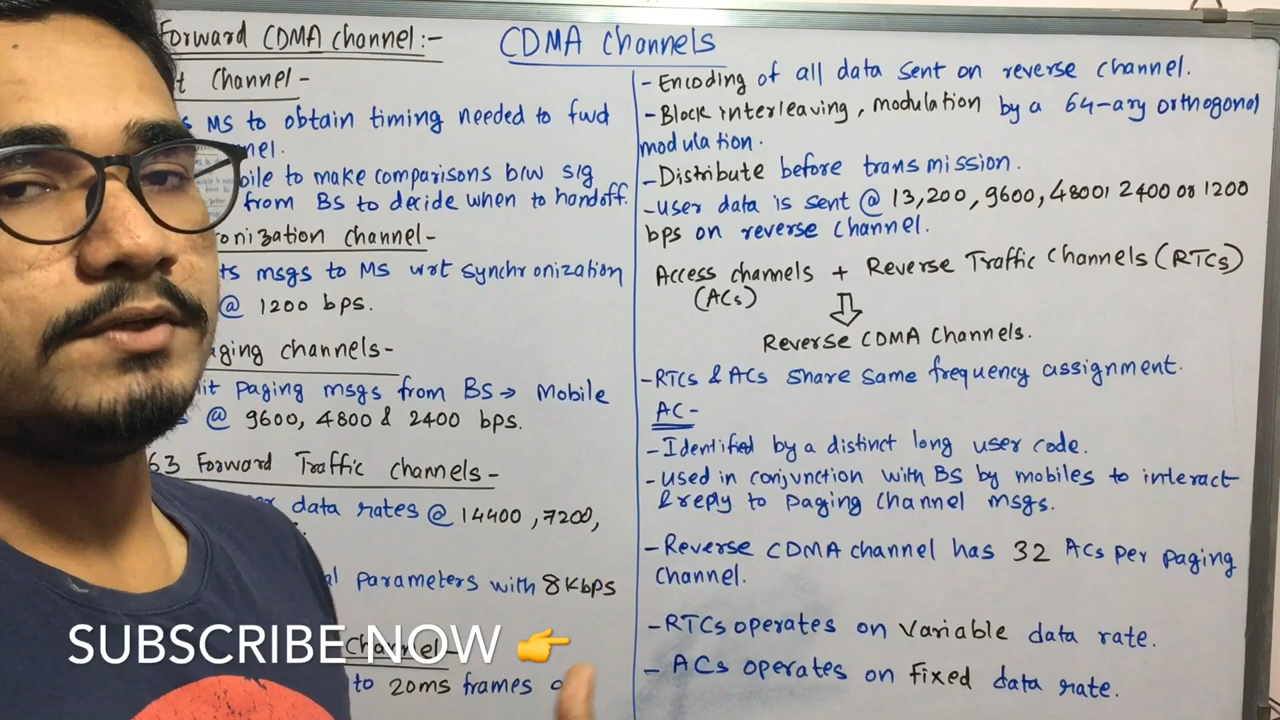 CDMA Channels
Forward CDMA channel:-
Channel -
MS to obtain timing needed to fwd
to make comparisons b/w sig
from BS to decide when to handoff.
channel -
msgs to MS wrt synchronization
@ 1200 bps.
channels -
paging msgs from BS → Mobile
@ 9600, 4800 & 2400 bps.
63 Forward Traffic channels -
data rates @ 14400, 7200,
parameters with 8Kbps
Channel -
to 20ms frames
- Encoding of all data sent on reverse channel.
- Block interleaving, modulation by a 64-ary orthogonal
modulation.
- Distribute before transmission.
- User data is sent @ 13,200, 9600, 4800, 2400 or 1200
bps on reverse channel.
Access channels + Reverse Traffic Channels (RTCs)
(ACs)
Reverse CDMA Channels.
- RTCs & ACs share same frequency assignment.
AC -
- Identified by a distinct long user code.
- used in conjunction with BS by mobiles to interact
& reply to paging channel msgs.
- Reverse CDMA channel has 32 ACs per paging
channel.
- RTCs operates on Variable data rate.
- ACs operates on fixed data rate.
SUBSCRIBE NOW 👉